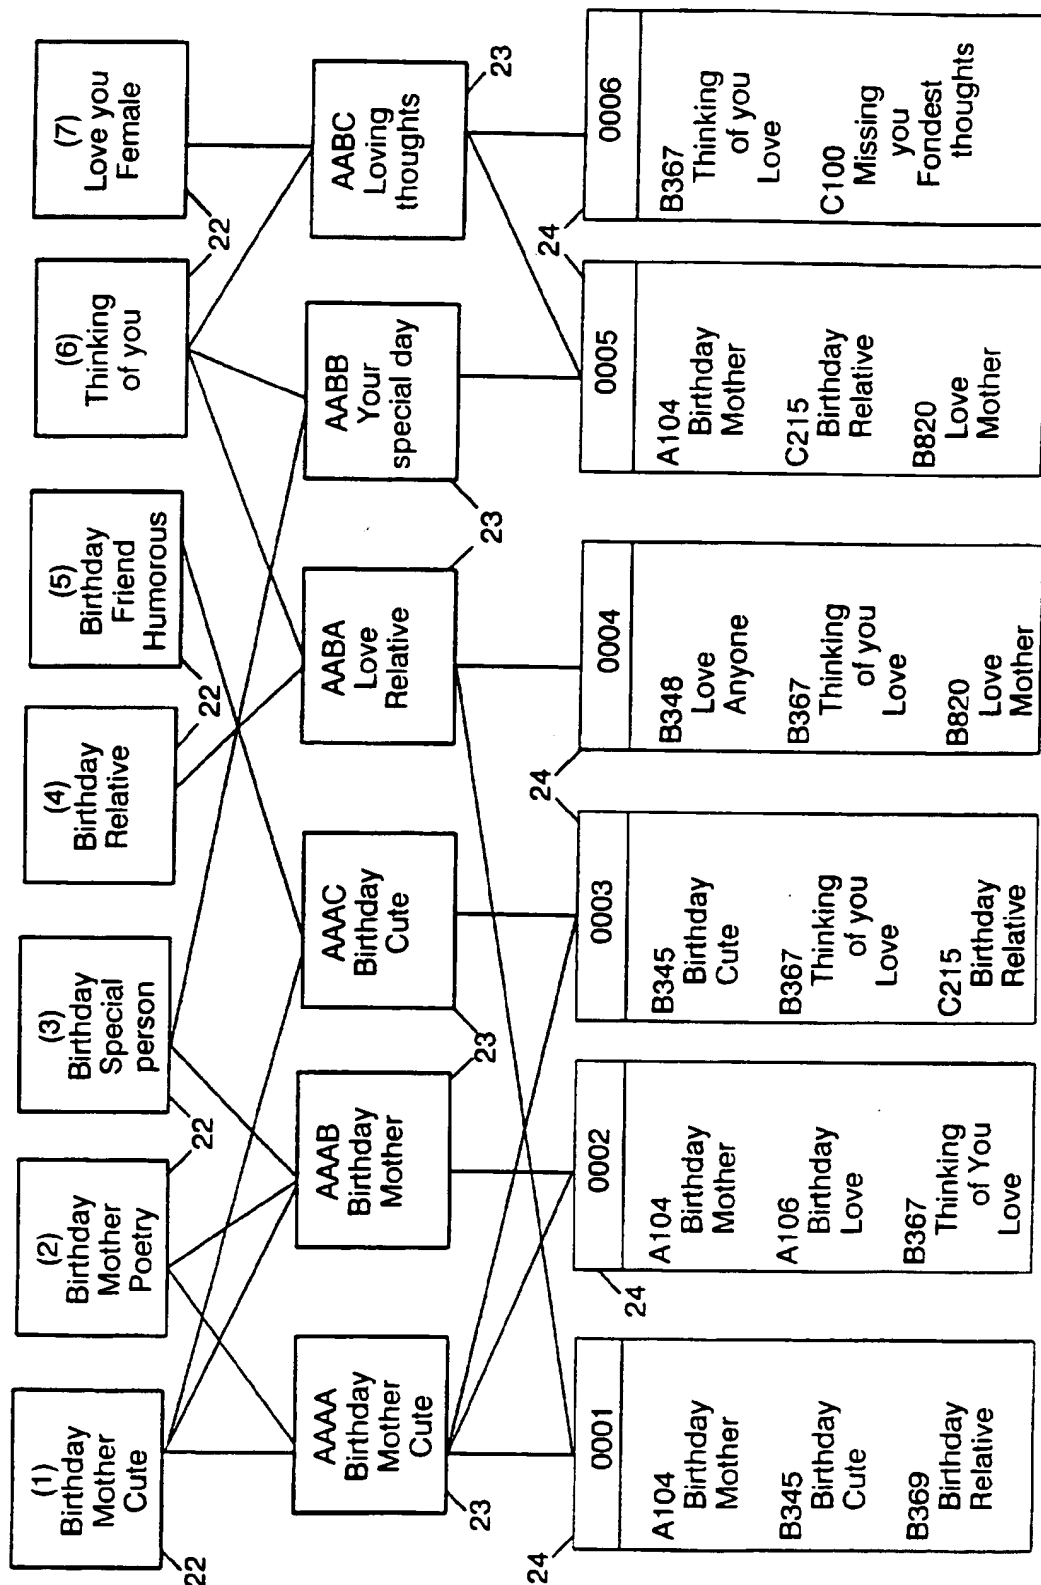 (1)
Birthday
Mother
Cute
(2)
Birthday
Mother
Poetry
(3)
Birthday
Special
person
(4)
Birthday
Relative
(5)
Birthday
Friend
Humorous
(6)
Thinking
of you
(7)
Love you
Female
22
22
22
22
22
AAAA
Birthday
Mother
Cute
AAAB
Birthday
Mother
AAAC
Birthday
Cute
AABA
Love
Relative
AABB
Your
special day
AABC
Loving
thoughts
23
23
23
23
24
24
24
24
0001
A104
Birthday
Mother
B345
Birthday
Cute
B369
Birthday
Relative
0002
A104
Birthday
Mother
A106
Birthday
Love
B367
Thinking
of You
Love
0003
B345
Birthday
Cute
B367
Thinking
of you
Love
C215
Birthday
Relative
0004
B348
Love
Anyone
B367
Thinking
of you
Love
B820
Love
Mother
0005
A104
Birthday
Mother
C215
Birthday
Relative
B820
Love
Mother
0006
B367
Thinking
of you
Love
C100
Missing
you
Fondest
thoughts